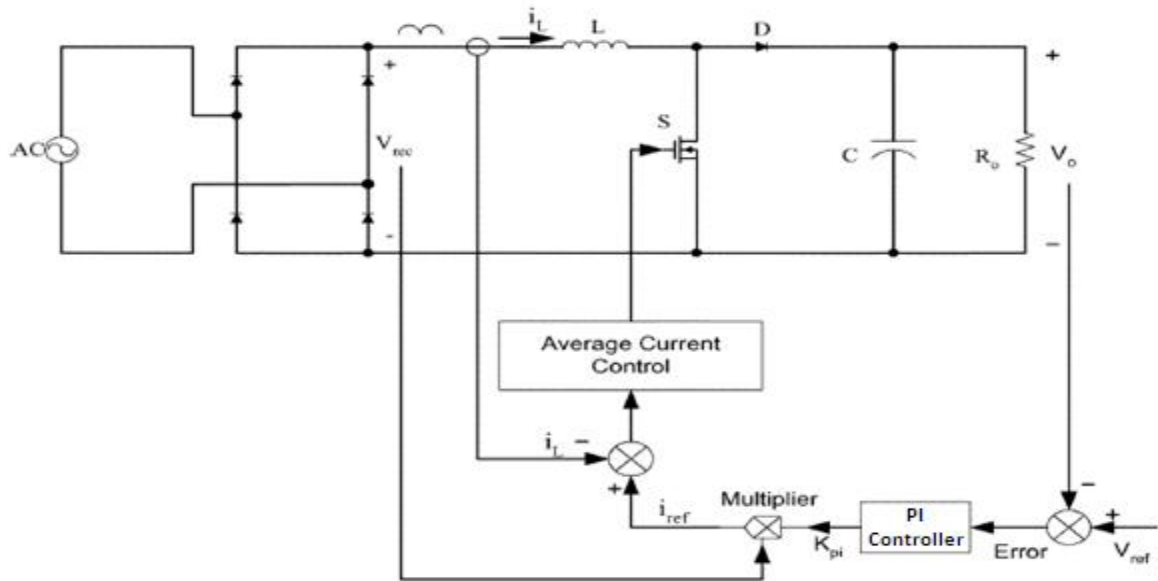 i_L
L
D
+
+
S
AC
V_rec
C
R_o
V_o
-
−
Average Current
Control
i_L
−
+
i_ref
Multiplier
K_pi
PI
Controller
Error
−
+
V_ref